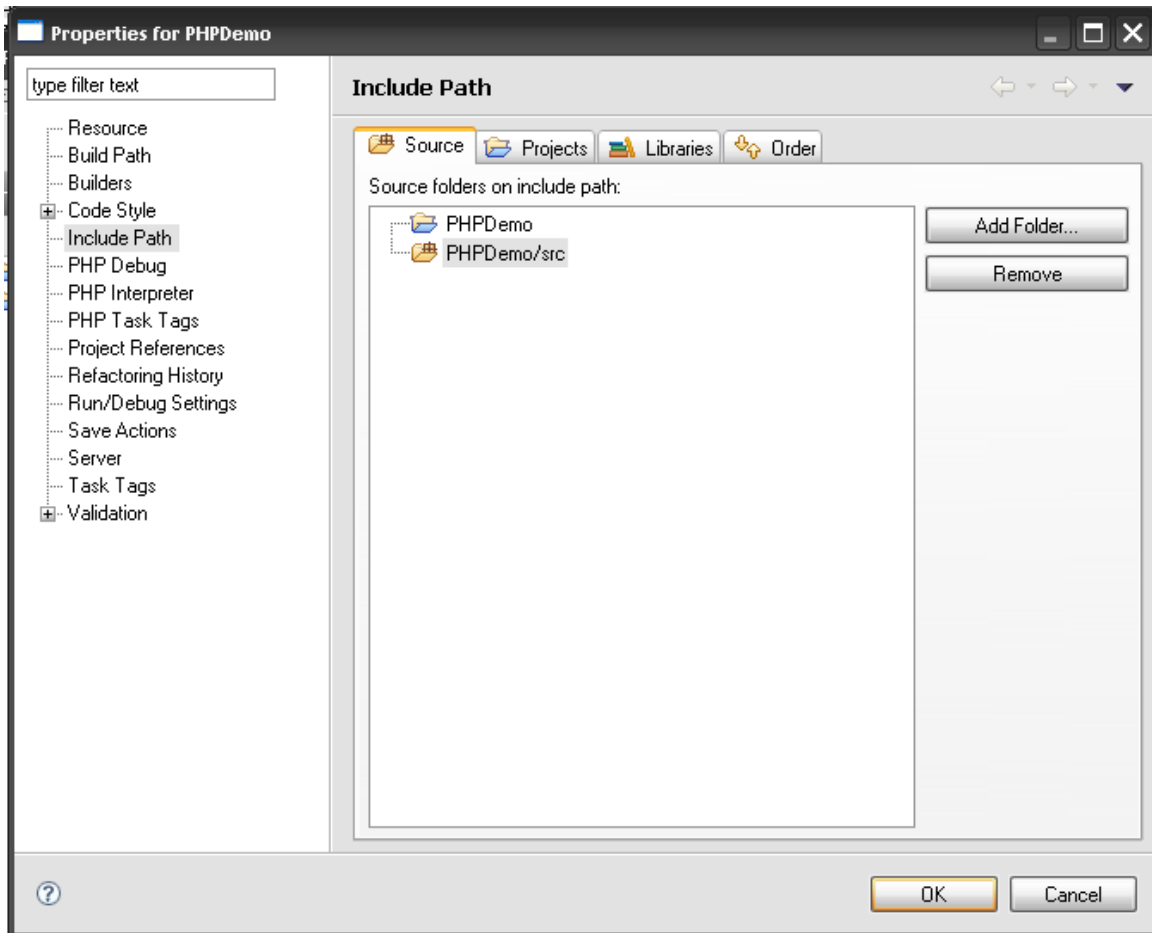 Properties for PHPDemo
type filter text
Resource
Build Path
Builders
Code Style
Include Path
PHP Debug
PHP Interpreter
PHP Task Tags
Project References
Refactoring History
Run/Debug Settings
Save Actions
Server
Task Tags
Validation
Include Path
Source Projects Libraries Order
Source folders on include path:
PHPDemo
PHPDemo/src
Add Folder...
Remove
OK Cancel